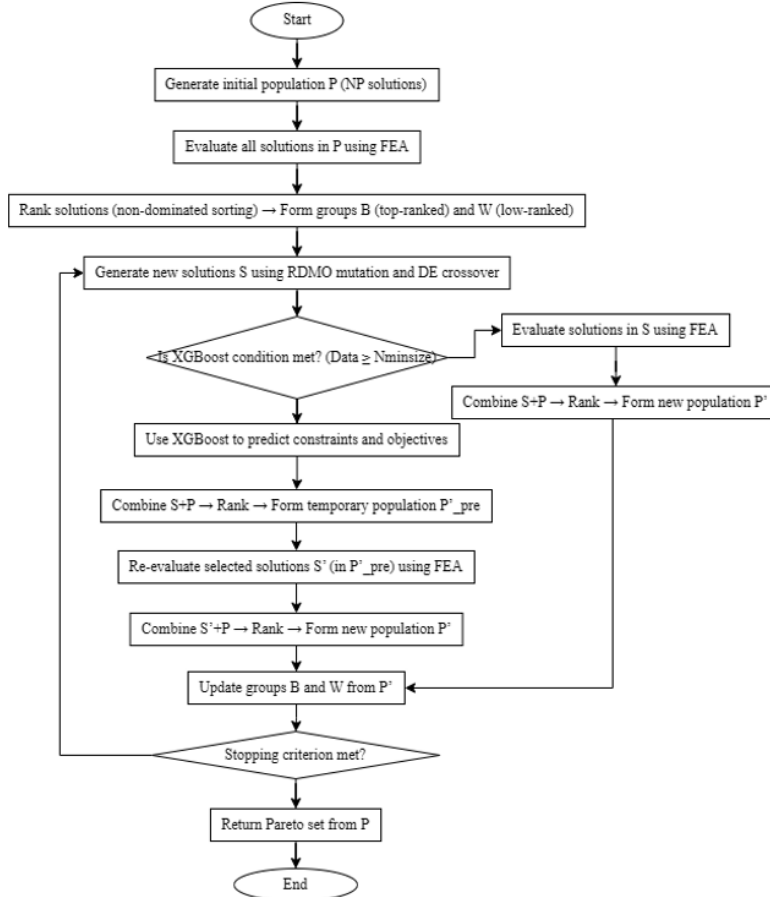 Start
Generate initial population P (NP solutions)
Evaluate all solutions in P using FEA
Rank solutions (non-dominated sorting) → Form groups B (top-ranked) and W (low-ranked)
Generate new solutions S using RDMO mutation and DE crossover
Is XGBoost condition met? (Data ≥ Nminsize)
Evaluate solutions in S using FEA
Combine S+P → Rank → Form new population P’
Use XGBoost to predict constraints and objectives
Combine S+P → Rank → Form temporary population P’_pre
Re-evaluate selected solutions S’ (in P’_pre) using FEA
Combine S’+P → Rank → Form new population P’
Update groups B and W from P’
Stopping criterion met?
Return Pareto set from P
End